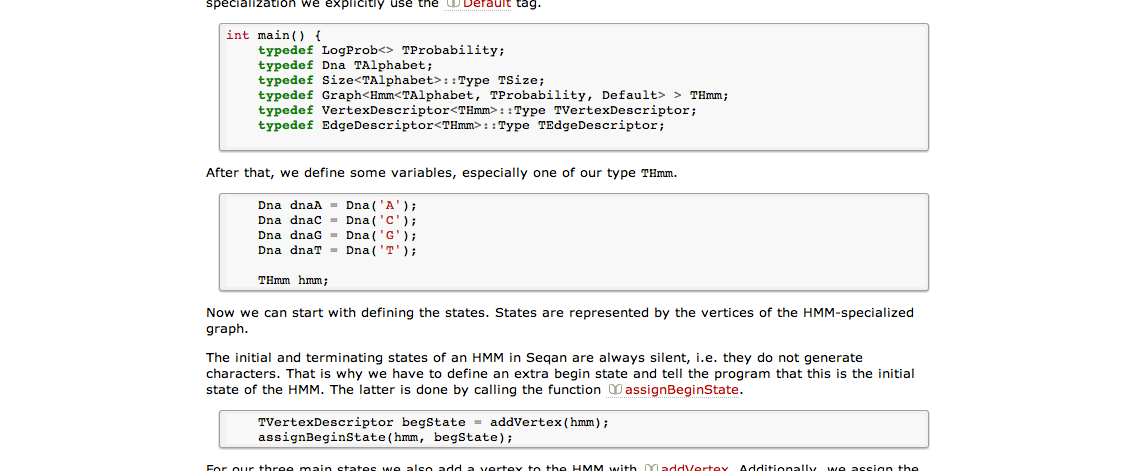 specialization we explicitly use the Default tag.
int main() {
    typedef LogProb<> TProbability;
    typedef Dna TAlphabet;
    typedef Size<TAlphabet>::Type TSize;
    typedef Graph<Hmm<TAlphabet, TProbability, Default> > THmm;
    typedef VertexDescriptor<THmm>::Type TVertexDescriptor;
    typedef EdgeDescriptor<THmm>::Type TEdgeDescriptor;
After that, we define some variables, especially one of our type THmm.
    Dna dnaA = Dna('A');
    Dna dnaC = Dna('C');
    Dna dnaG = Dna('G');
    Dna dnaT = Dna('T');
    THmm hmm;
Now we can start with defining the states. States are represented by the vertices of the HMM-specialized
graph.
The initial and terminating states of an HMM in Seqan are always silent, i.e. they do not generate
characters. That is why we have to define an extra begin state and tell the program that this is the initial
state of the HMM. The latter is done by calling the function assignBeginState.
    TVertexDescriptor begState = addVertex(hmm);
    assignBeginState(hmm, begState);
For our three main states we also add a vertex to the HMM with addVertex. Additionally, we assign the